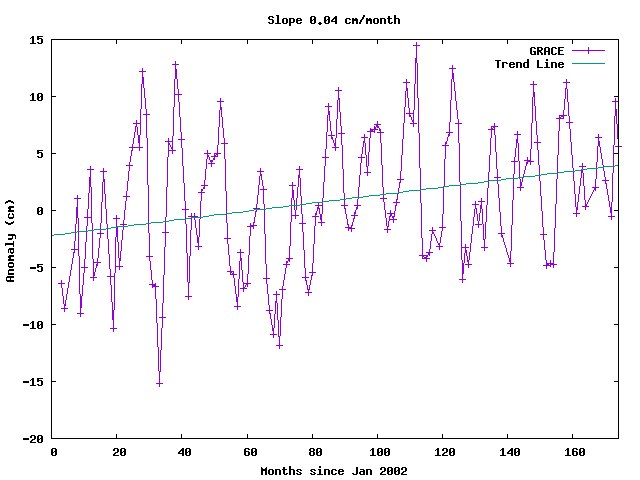 Slope 0.04 cm/month
GRACE
Trend Line
15
10
5
0
-5
-10
-15
-20
Anomaly (cm)
0 20 40 60 80 100 120 140 160
Months since Jan 2002